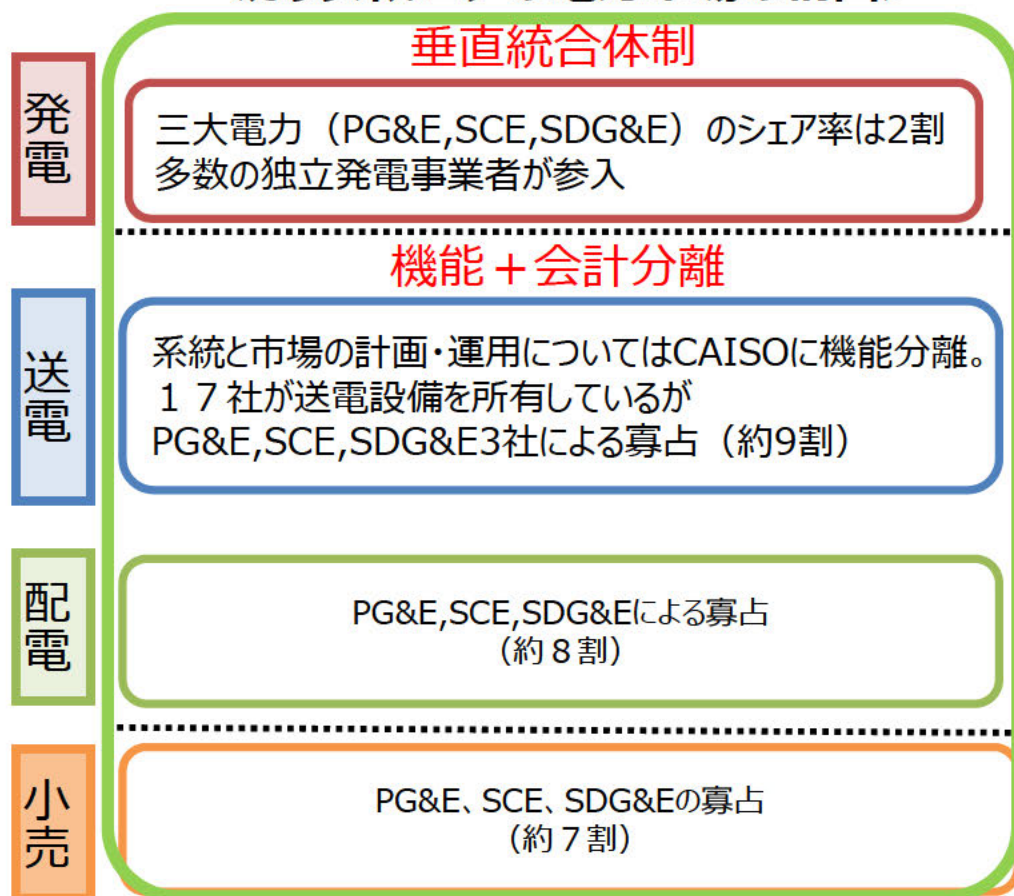 垂直統合体制
発電
三大電力（PG&E,SCE,SDG&E）のシェア率は2割
多数の独立発電事業者が参入
機能＋会計分離
送電
系統と市場の計画・運用についてはCAISOに機能分離。
１７社が送電設備を所有しているが
PG&E,SCE,SDG&E3社による寡占（約9割）
配電
PG&E,SCE,SDG&Eによる寡占
（約８割）
小売
PG&E、SCE、SDG&Eの寡占
（約７割）